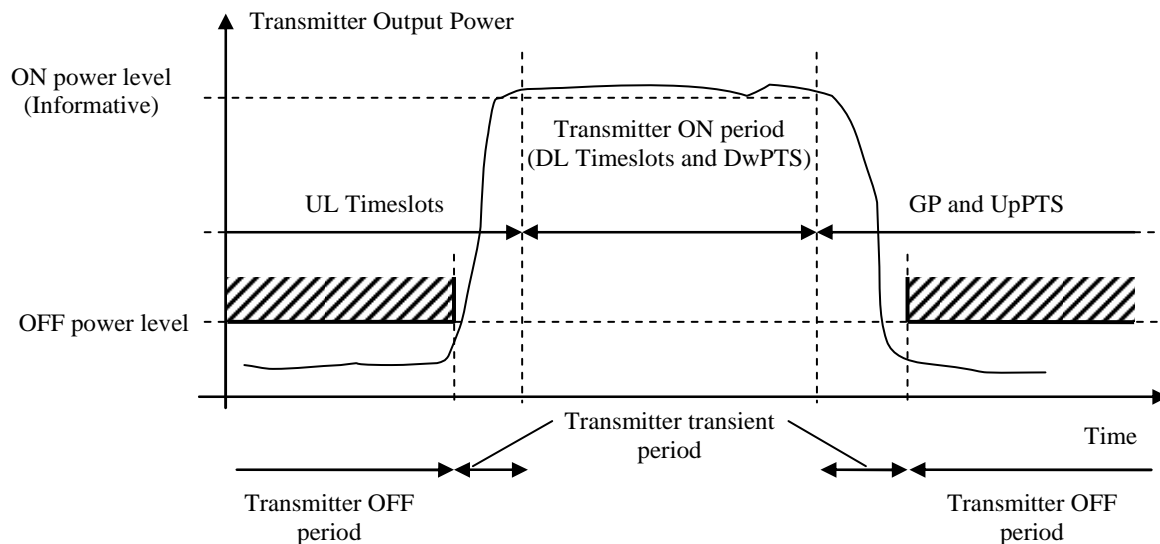 Transmitter Output Power
ON power level
(Informative)
Transmitter ON period
(DL Timeslots and DwPTS)
UL Timeslots
GP and UpPTS
OFF power level
Transmitter transient
period
Time
Transmitter OFF
period
Transmitter OFF
period